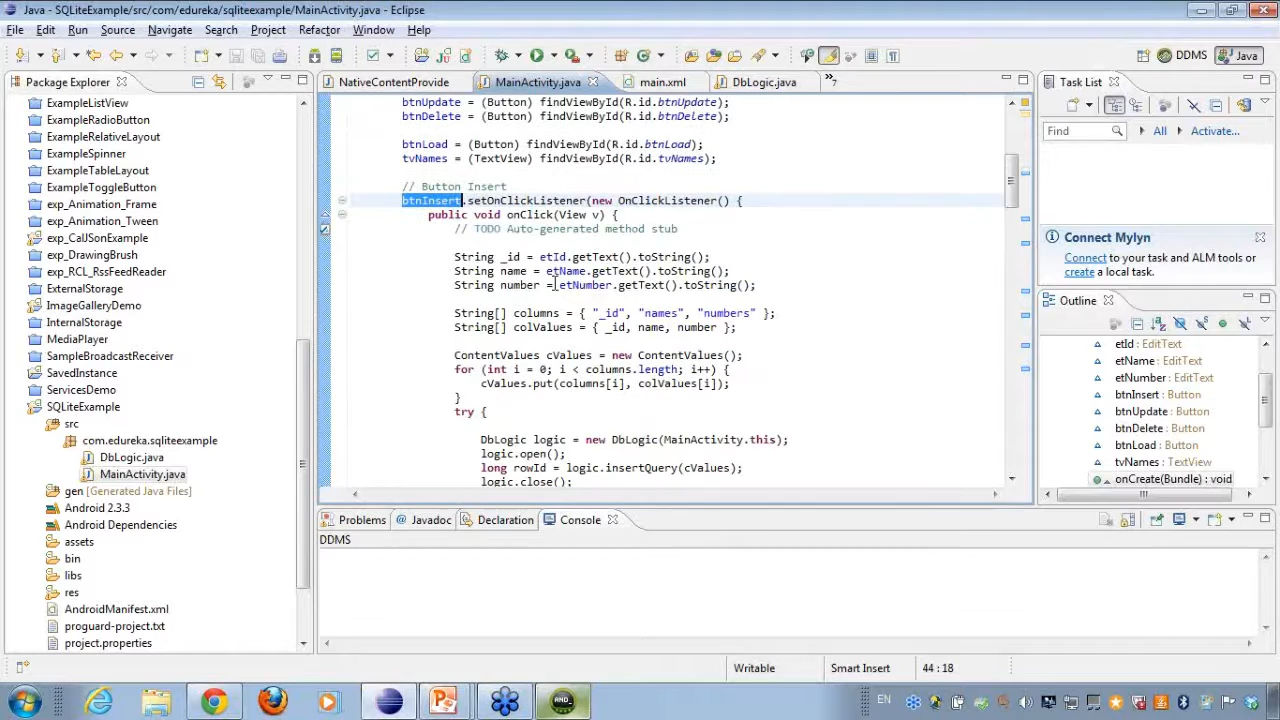 Java - SQLiteExample/src/com/edureka/sqliteexample/MainActivity.java - Eclipse
File Edit Run Source Navigate Search Project Refactor Window Help
DDMS Java
Package Explorer
ExampleListView
ExampleRadioButton
ExampleRelativeLayout
ExampleSpinner
ExampleTableLayout
ExampleToggleButton
exp_Animation_Frame
exp_Animation_Tween
exp_CalJSonExample
exp_DrawingBrush
exp_RCL_RssFeedReader
ExternalStorage
ImageGalleryDemo
InternalStorage
MediaPlayer
SampleBroadcastReceiver
SavedInstance
ServicesDemo
SQLiteExample
src
com.edureka.sqliteexample
DbLogic.java
MainActivity.java
gen [Generated Java Files]
Android 2.3.3
Android Dependencies
assets
bin
libs
res
AndroidManifest.xml
proguard-project.txt
project.properties
NativeContentProvide MainActivity.java main.xml DbLogic.java »7
btnUpdate = (Button) findViewById(R.id.btnUpdate);
btnDelete = (Button) findViewById(R.id.btnDelete);
btnLoad = (Button) findViewById(R.id.btnLoad);
tvNames = (TextView) findViewById(R.id.tvNames);
// Button Insert
btnInsert.setOnClickListener(new OnClickListener() {
public void onClick(View v) {
// TODO Auto-generated method stub
String _id = etId.getText().toString();
String name = etName.getText().toString();
String number = etNumber.getText().toString();
String[] columns = { "_id", "names", "numbers" };
String[] colValues = { _id, name, number };
ContentValues cValues = new ContentValues();
for (int i = 0; i < columns.length; i++) {
cValues.put(columns[i], colValues[i]);
}
try {
DbLogic logic = new DbLogic(MainActivity.this);
logic.open();
long rowId = logic.insertQuery(cValues);
logic.close();
Task List
Find All Activate...
Connect Mylyn
Connect to your task and ALM tools or
create a local task.
Outline
etId : EditText
etName : EditText
etNumber : EditText
btnInsert : Button
btnUpdate : Button
btnDelete : Button
btnLoad : Button
tvNames : TextView
onCreate(Bundle) : void
Problems Javadoc Declaration Console
DDMS
Writable Smart Insert 44 : 18
EN